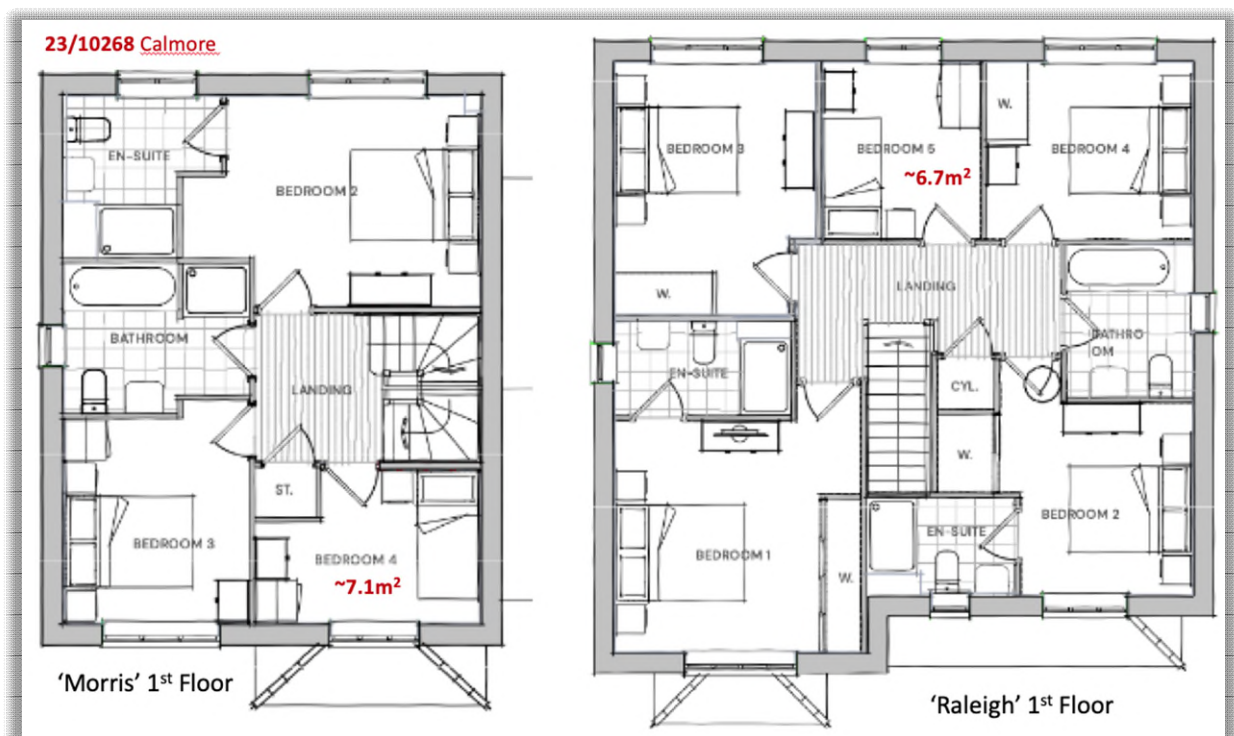 23/10268 Calmore
EN-SUITE
BEDROOM 2
BATHROOM
LANDING
ST.
BEDROOM 3
BEDROOM 4
~7.1m²
‘Morris’ 1st Floor
BEDROOM 3
BEDROOM 5
~6.7m²
W.
BEDROOM 4
W.
LANDING
EN-SUITE
BATHRO
OM
CYL.
W.
BEDROOM 1
W.
EN-SUITE
BEDROOM 2
‘Raleigh’ 1st Floor